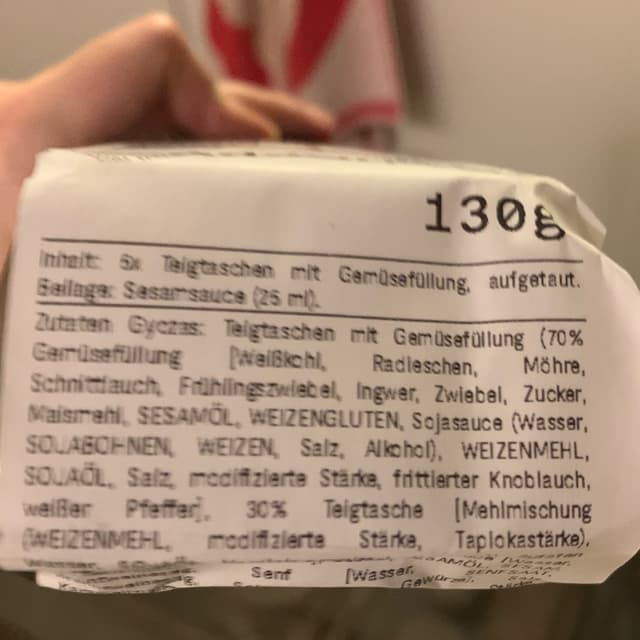 130g
Inhalt: 5x Teigtaschen mit Gemüsefüllung, aufgetaut.
Beilage: Sesamsauce (25 ml).
Zutaten Gyozas: Teigtaschen mit Gemüsefüllung (70%
Gemüsefüllung [Weißkohl, Radieschen, Möhre,
Schnittlauch, Frühlingszwiebel, Ingwer, Zwiebel, Zucker,
Maismehl, SESAMÖL, WEIZENGLUTEN, Sojasauce (Wasser,
SOJABOHNEN, WEIZEN, Salz, Alkohol), WEIZENMEHL,
SOJAÖL, Salz, modifizierte Stärke, frittierter Knoblauch,
weißer Pfeffer], 30% Teigtasche [Mehlmischung
(WEIZENMEHL, modifizierte Stärke, Tapiokastärke),
Senf [Wasser,